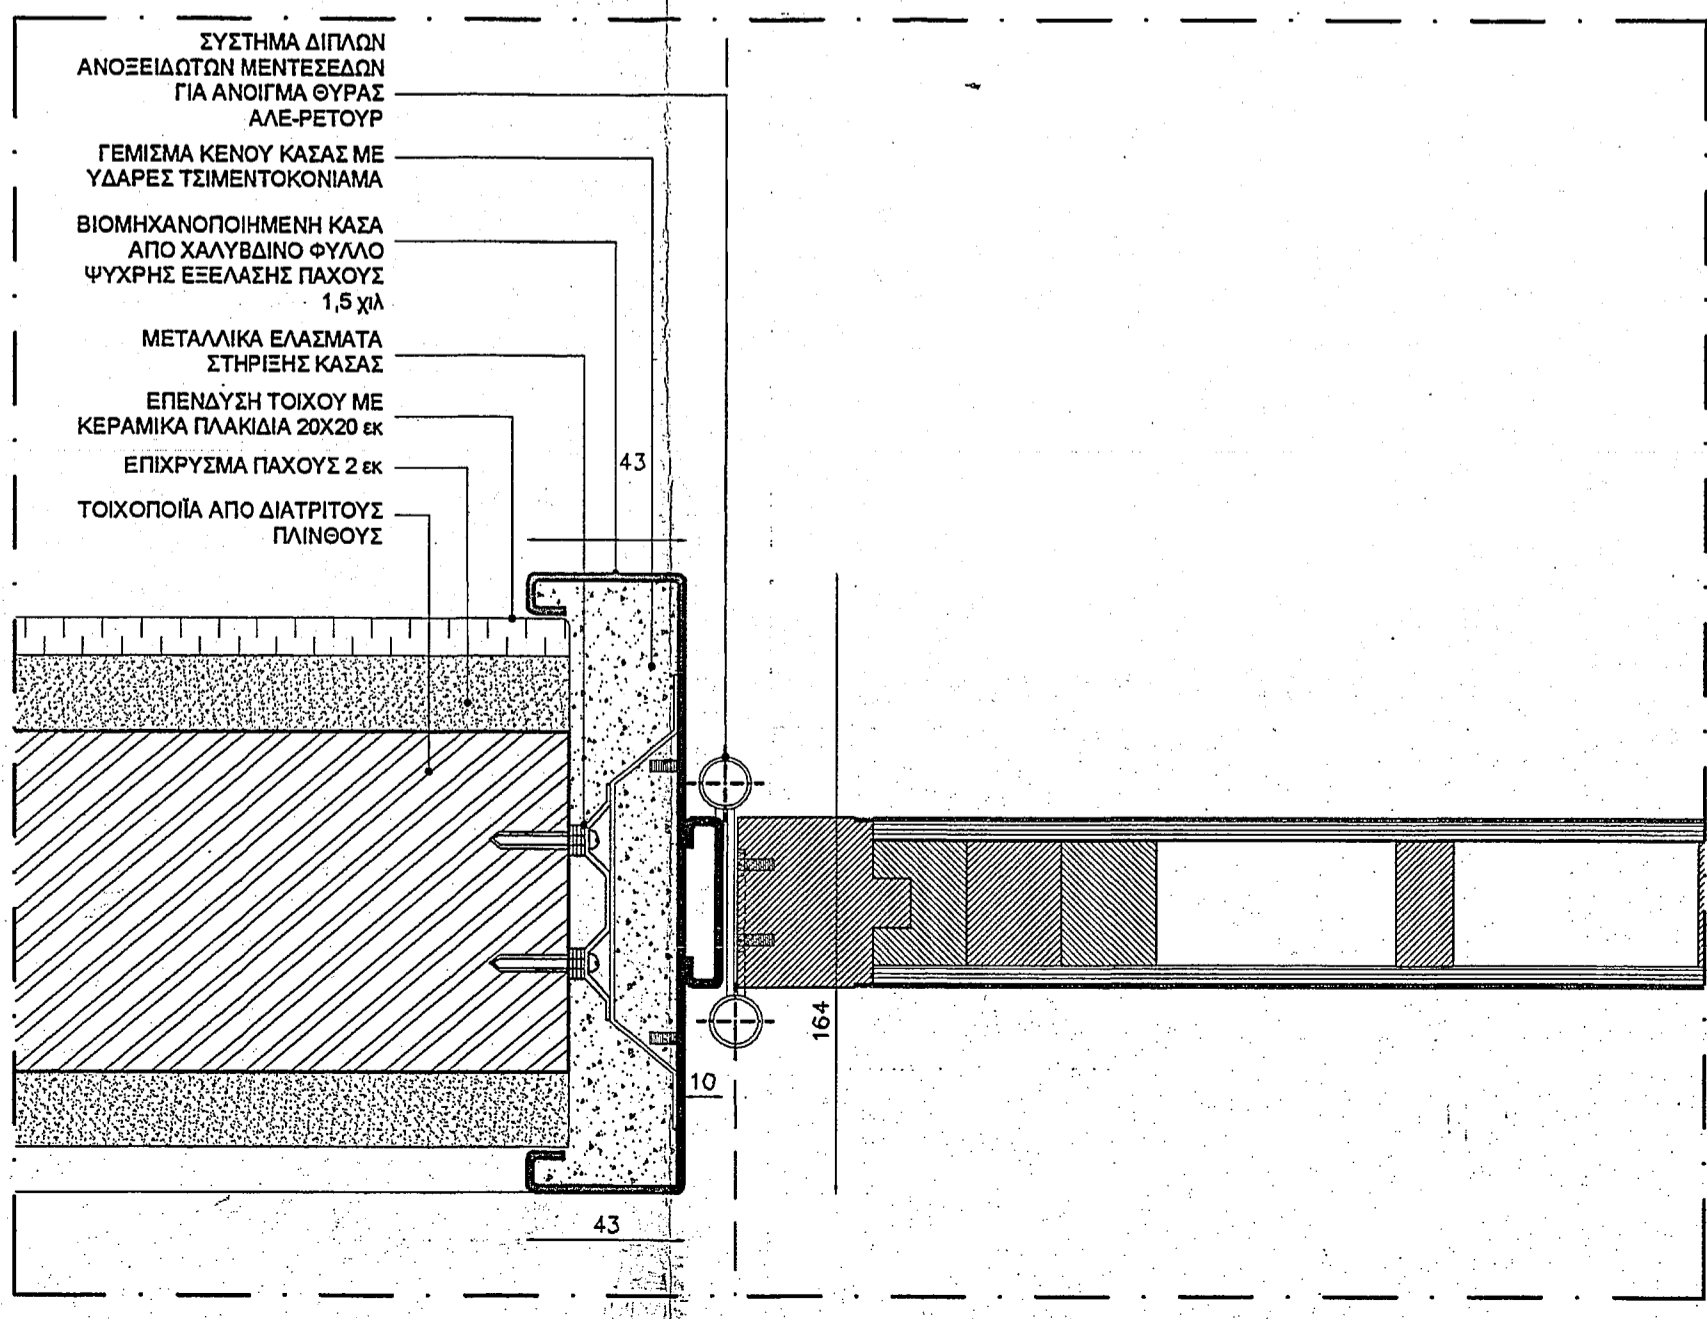 ΣΥΣΤΗΜΑ ΔΙΠΛΩΝ
ΑΝΟΞΕΙΔΩΤΩΝ ΜΕΝΤΕΣΕΔΩΝ
ΓΙΑ ΑΝΟΙΓΜΑ ΘΥΡΑΣ
ΑΛΕ-ΡΕΤΟΥΡ
ΓΕΜΙΣΜΑ ΚΕΝΟΥ ΚΑΣΑΣ ΜΕ
ΥΔΑΡΕΣ ΤΣΙΜΕΝΤΟΚΟΝΙΑΜΑ
ΒΙΟΜΗΧΑΝΟΠΟΙΗΜΕΝΗ ΚΑΣΑ
ΑΠΟ ΧΑΛΥΒΔΙΝΟ ΦΥΛΛΟ
ΨΥΧΡΗΣ ΕΞΕΛΑΣΗΣ ΠΑΧΟΥΣ
1,5 χιλ
ΜΕΤΑΛΛΙΚΑ ΕΛΑΣΜΑΤΑ
ΣΤΗΡΙΞΗΣ ΚΑΣΑΣ
ΕΠΕΝΔΥΣΗ ΤΟΙΧΟΥ ΜΕ
ΚΕΡΑΜΙΚΑ ΠΛΑΚΙΔΙΑ 20Χ20 εκ
ΕΠΙΧΡΥΣΜΑ ΠΑΧΟΥΣ 2 εκ
ΤΟΙΧΟΠΟΙΪΑ ΑΠΟ ΔΙΑΤΡΙΤΟΥΣ
ΠΛΙΝΘΟΥΣ
43
164
10
43